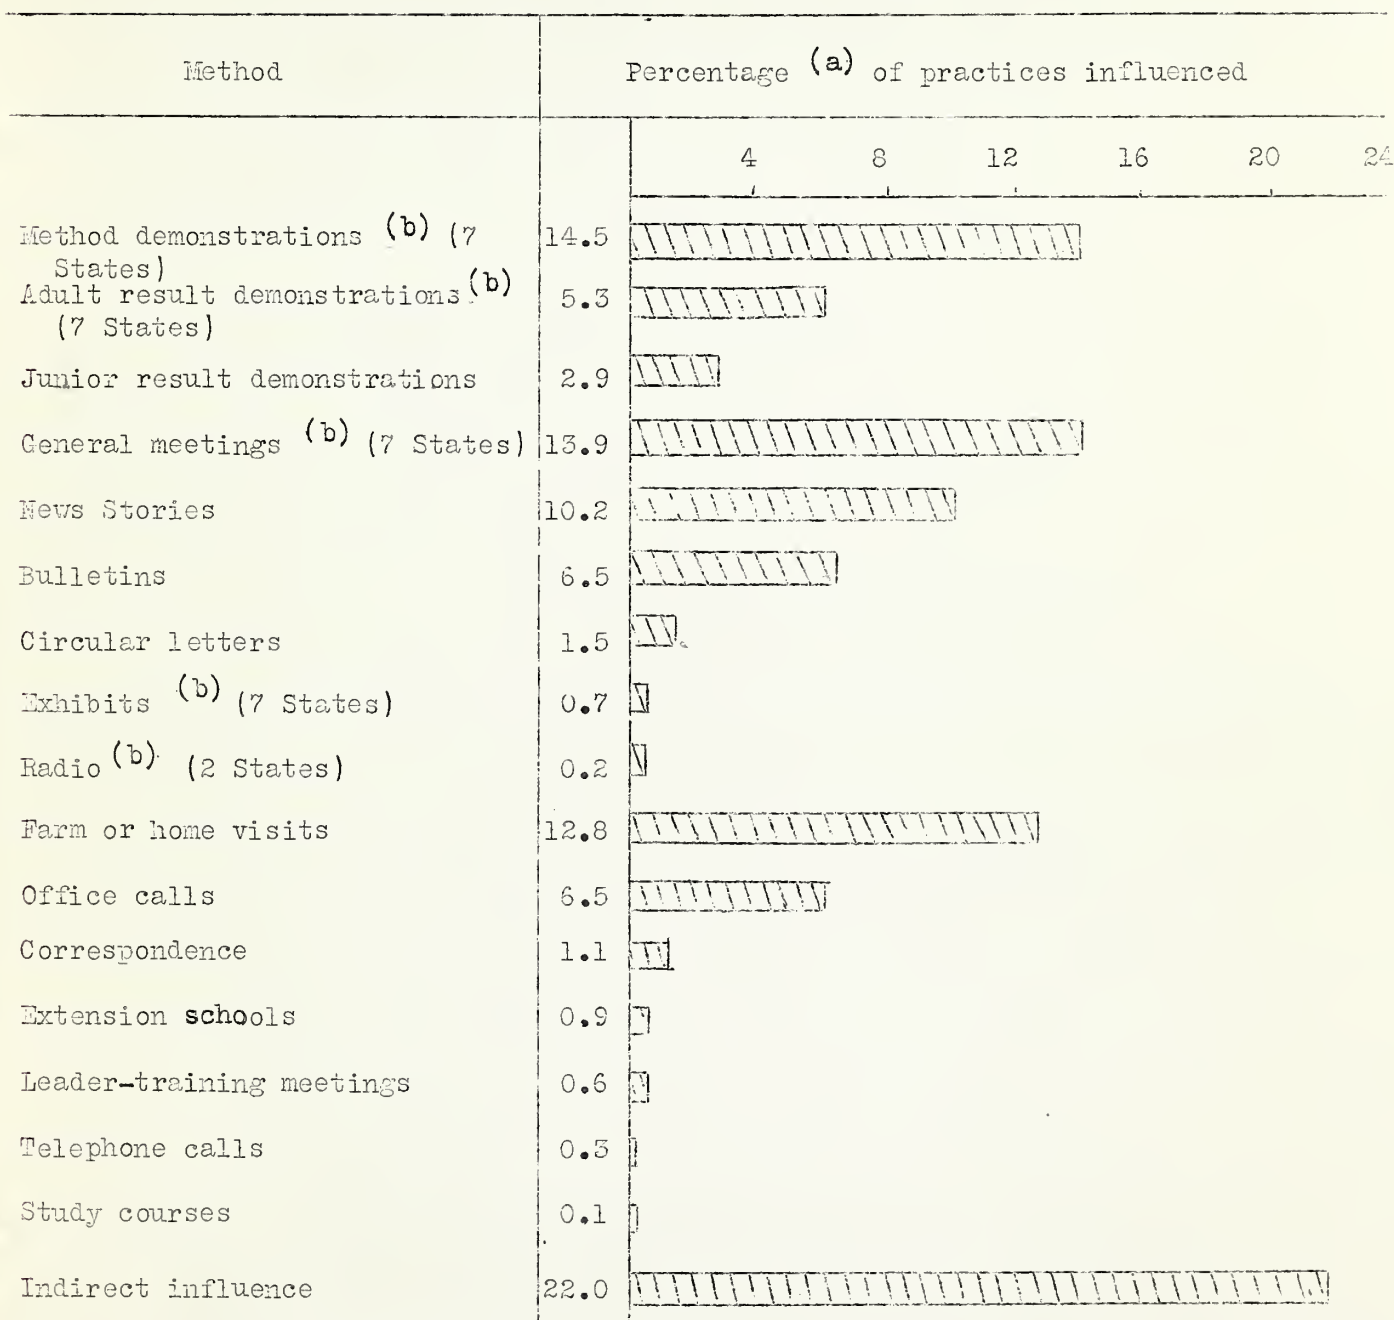 Method
Percentage (a) of practices influenced
4 8 12 16 20 24
Method demonstrations (b) (7 States) 14.5
Adult result demonstrations (b) (7 States) 5.3
Junior result demonstrations 2.9
General meetings (b) (7 States) 13.9
News Stories 10.2
Bulletins 6.5
Circular letters 1.5
Exhibits (b) (7 States) 0.7
Radio (b) (2 States) 0.2
Farm or home visits 12.8
Office calls 6.5
Correspondence 1.1
Extension schools 0.9
Leader-training meetings 0.6
Telephone calls 0.3
Study courses 0.1
Indirect influence 22.0